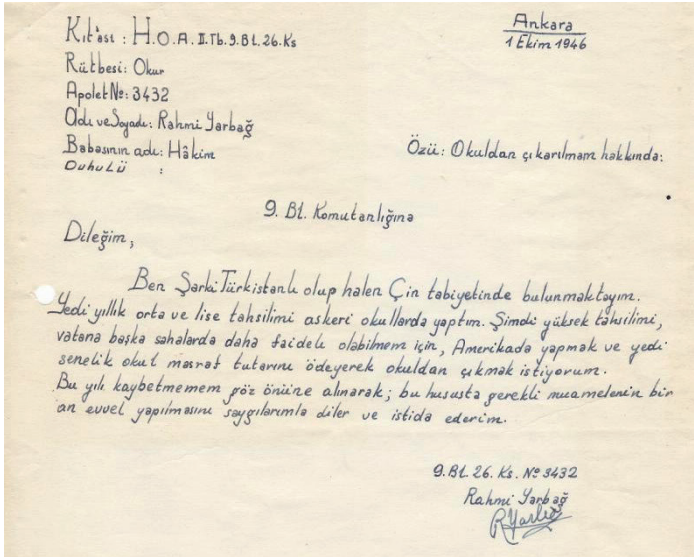 Kıt'ası : H.O.A.II.Tb.9.Bl.26.Ks
Ankara
1 Ekim 1946
Rütbesi: Okur
Apolet No: 3432
Adı ve Soyadı: Rahmi Yarbağ
Babasının adı: Hâkim
Duhulü :
Özü: Okuldan çıkarılmam hakkında:
9. Bl. Komutanlığına
Dileğim,
Ben Şarki Türkistanlı olup halen Çin tabiyetinde bulunmaktayım.
Yedi yıllık orta ve lise tahsilimi askeri okullarda yaptım. Şimdi yüksek tahsilimi,
vatana başka sahalarda daha faideli olabilmem için, Amerikada yapmak ve yedi
senelik okul masraf tutarını ödeyerek okuldan çıkmak istiyorum.
Bu yılı kaybetmemem göz önüne alınarak; bu hususta gerekli muamelenin bir
an evvel yapılmasını saygılarımla diler ve istida ederim.
9.Bl. 26. Ks. No 3432
Rahmi Yarbağ
RYarbağ